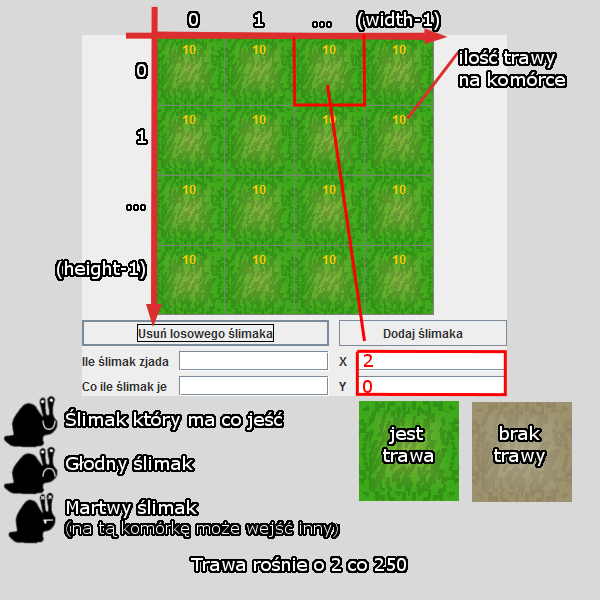 0 1 ... (width-1)
0 10 10 10 10
ilość trawy
na komórce
1 10 10 10 10
... 10 10 10 10
(height-1) 10 10 10 10
Usuń losowego ślimaka Dodaj ślimaka
Ile ślimak zjada X 2
Co ile ślimak je Y 0
Ślimak który ma co jeść
jest
trawa
brak
trawy
Głodny ślimak
Martwy ślimak
(na tą komórkę może wejść inny)
Trawa rośnie o 2 co 250